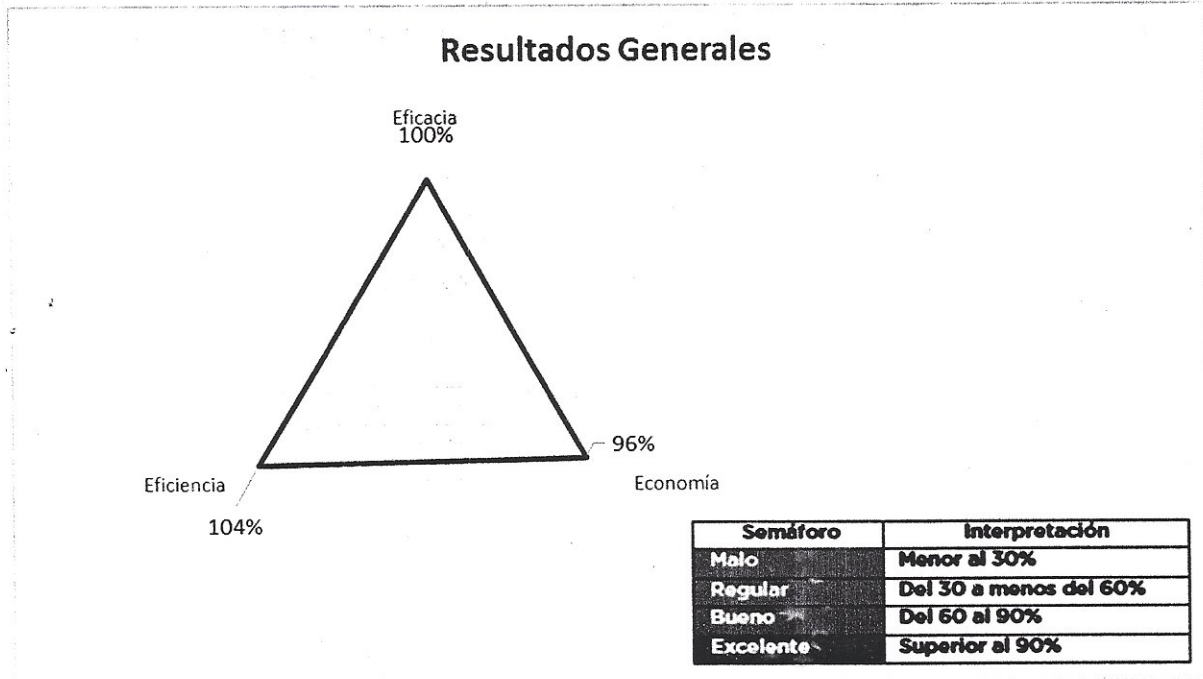 Resultados Generales
Eficacia
100%
96%
Economía
Eficiencia
104%
Semáforo Interpretación
Malo Menor al 30%
Regular Del 30 a menos del 60%
Bueno Del 60 al 90%
Excelente Superior al 90%